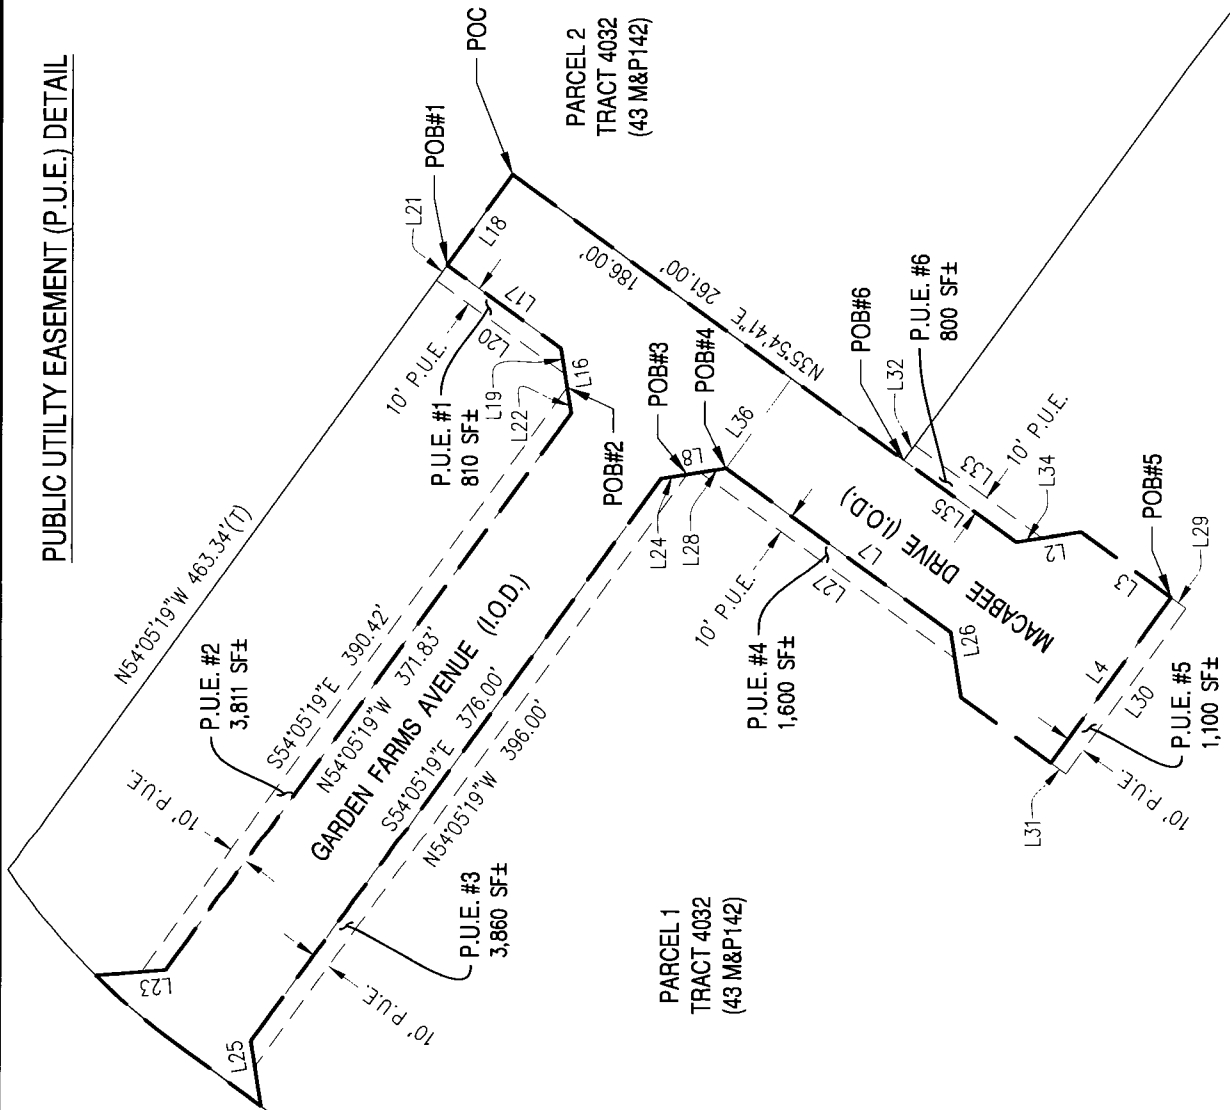 PUBLIC UTILTY EASEMENT (P.U.E.) DETAIL
POC
PARCEL 2
TRACT 4032
(43 M&P142)
POB#1
L21
L18
L17
10' P.U.E.
L20
P.U.E. #1
810 SF±
L19
L16
L22
POB#2
N54°05'19"W 463.34'(T)
P.U.E. #2
3,811 SF±
S54°05'19"E 390.42'
N54°05'19"W 371.83'
10' P.U.E.
GARDEN FARMS AVENUE (I.O.D.)
S54°05'19"E 376.00'
N54°05'19"W 396.00'
L23
L25
P.U.E. #3
3,860 SF±
10' P.U.E.
186.00'
261.00'
N35°54'41"E
POB#3
POB#4
L8
L24
L28
L36
POB#6
L32
P.U.E. #6
800 SF±
L33
10' P.U.E.
L35
L34
L2
L3
POB#5
L29
MACABEE DRIVE (I.O.D.)
L7
L27
10' P.U.E.
P.U.E. #4
1,600 SF±
L26
L4
L30
P.U.E. #5
1,100 SF±
L31
10' P.U.E.
PARCEL 1
TRACT 4032
(43 M&P142)